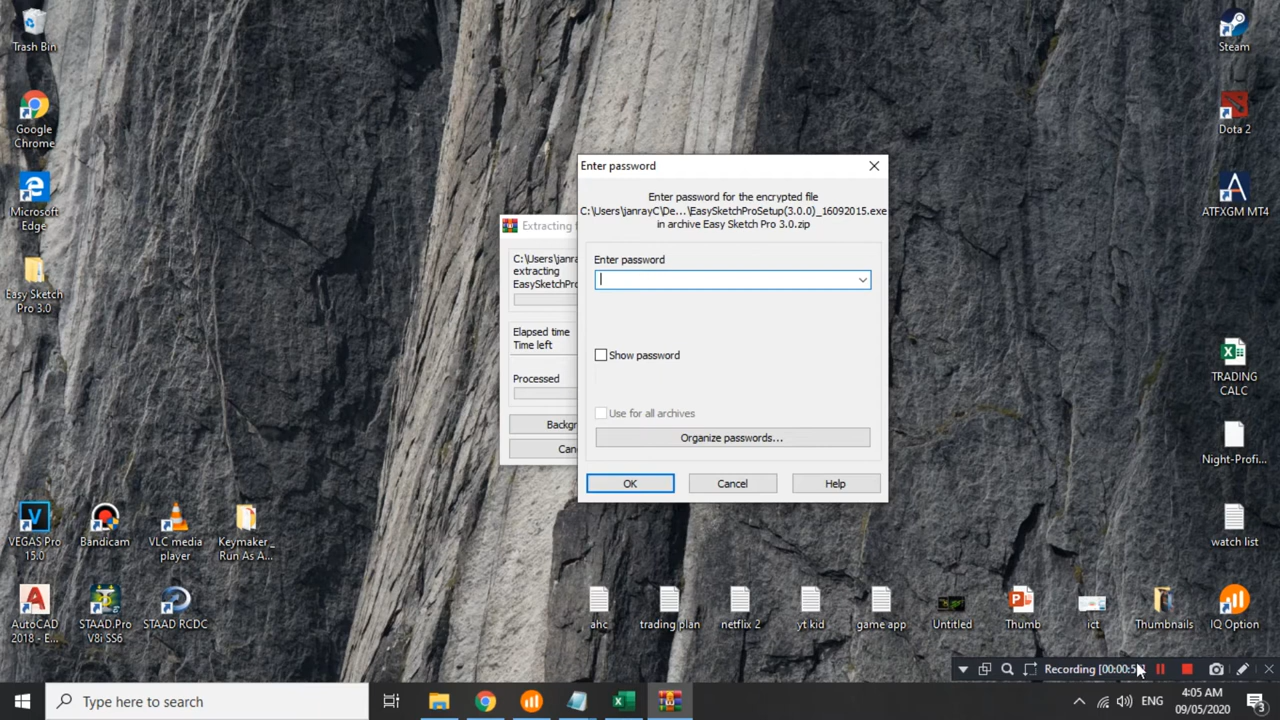 Trash Bin
Google
Chrome
Microsoft
Edge
Easy Sketch
Pro 3.0
VEGAS Pro
15.0
Bandicam
VLC media
player
Keymaker_
Run As A...
AutoCAD
2018 - E...
STAAD.Pro
V8i SS6
STAAD RCDC
Extracting f
C:\Users\janra
extracting
EasySketchPro
Elapsed time
Time left
Processed
Backgr
Can
Enter password
Enter password for the encrypted file
C:\Users\janrayC\De...\EasySketchProSetup(3.0.0)_16092015.exe
in archive Easy Sketch Pro 3.0.zip
Enter password
Show password
Use for all archives
Organize passwords...
OK
Cancel
Help
Steam
Dota 2
ATFXGM MT4
TRADING
CALC
Night-Profi...
watch list
ahc
trading plan
netflix 2
yt kid
game app
Untitled
Thumb
ict
Thumbnails
IQ Option
Recording [00:00:5
Type here to search
ENG
4:05 AM
09/05/2020
3